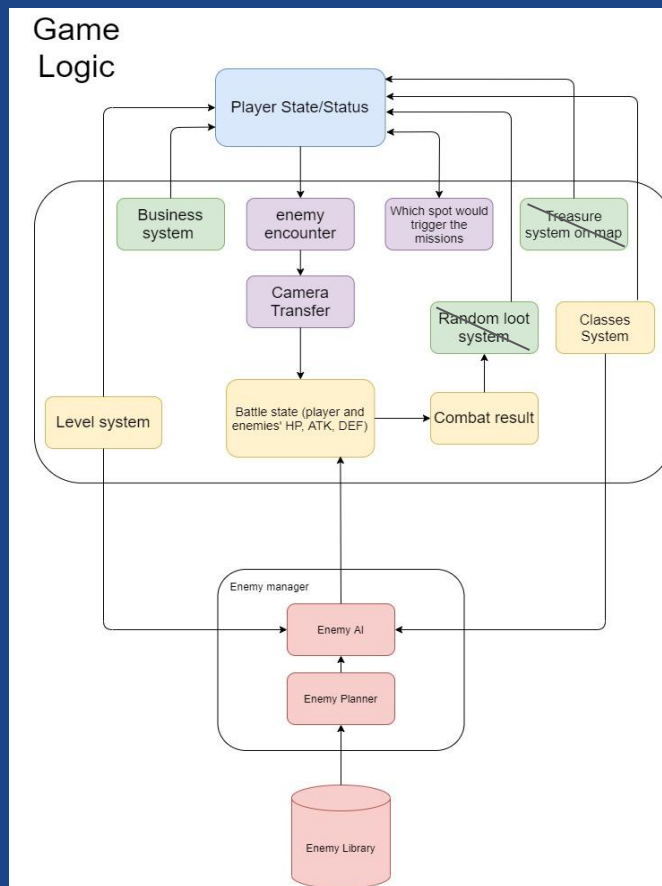 Game
Logic
Player State/Status
Business
system
enemy
encounter
Which spot would
trigger the
missions
Treasure
system on map
Camera
Transfer
Random loot
system
Classes
System
Level system
Battle state (player and
enemies' HP, ATK, DEF)
Combat result
Enemy manager
Enemy AI
Enemy Planner
Enemy Library